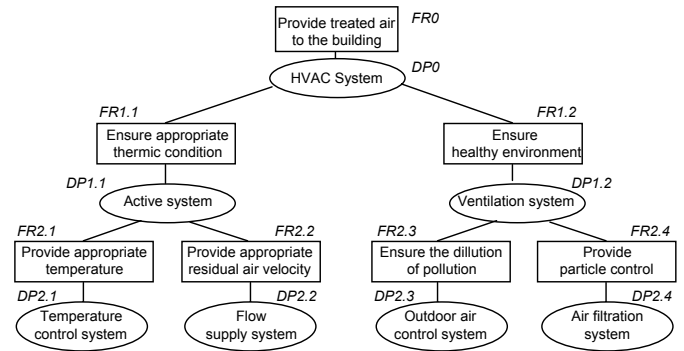 FR0
Provide treated air
to the building
DP0
HVAC System
FR1.1
Ensure appropriate
thermic condition
FR1.2
Ensure
healthy environment
DP1.1
Active system
DP1.2
Ventilation system
FR2.1
Provide appropriate
temperature
FR2.2
Provide appropriate
residual air velocity
FR2.3
Ensure the dillution
of pollution
FR2.4
Provide
particle control
DP2.1
Temperature
control system
DP2.2
Flow
supply system
DP2.3
Outdoor air
control system
DP2.4
Air filtration
system